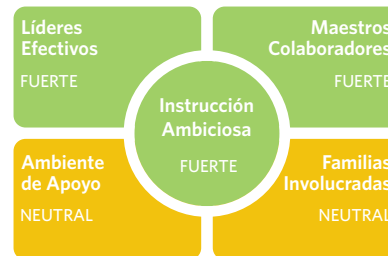 Líderes
Efectivos
FUERTE
Maestros
Colaboradores
FUERTE
Instrucción
Ambiciosa
FUERTE
Ambiente
de Apoyo
NEUTRAL
Familias
Involucradas
NEUTRAL